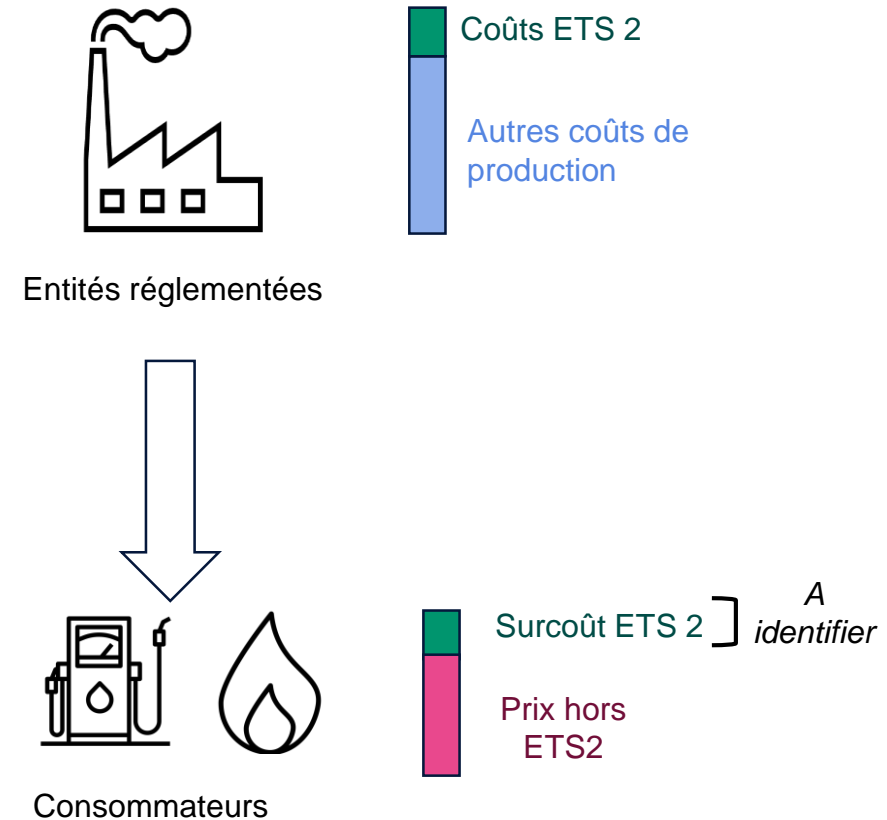 Coûts ETS 2
Autres coûts de
production
Entités réglementées
Surcoût ETS 2
A
identifier
Prix hors
ETS2
Consommateurs